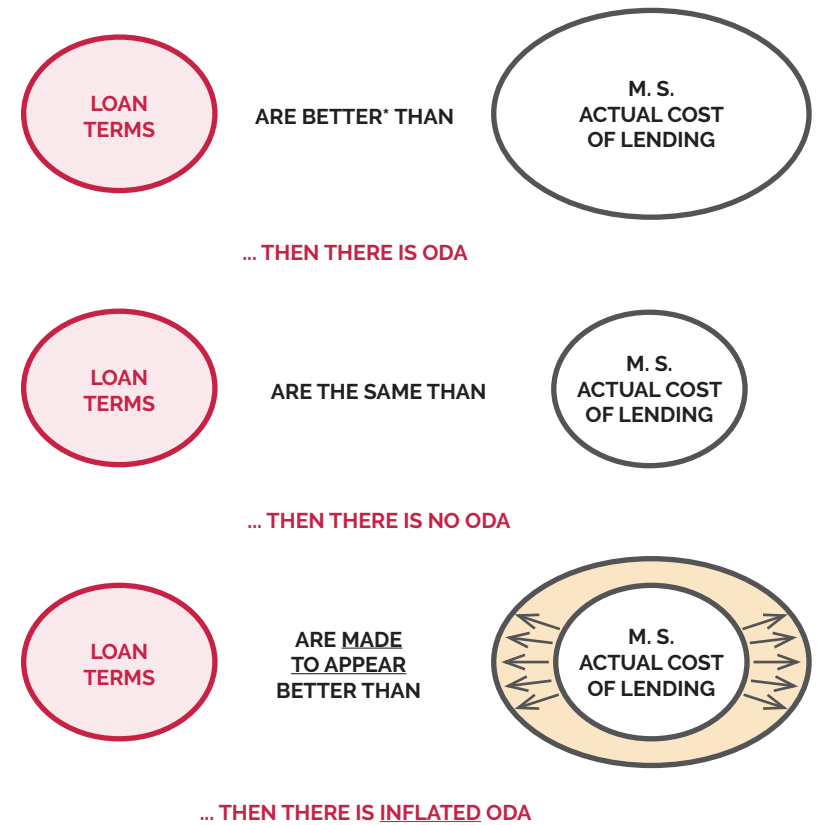 LOAN
TERMS
ARE BETTER* THAN
M. S.
ACTUAL COST
OF LENDING
... THEN THERE IS ODA
LOAN
TERMS
ARE THE SAME THAN
M. S.
ACTUAL COST
OF LENDING
... THEN THERE IS NO ODA
LOAN
TERMS
ARE MADE
TO APPEAR
BETTER THAN
M. S.
ACTUAL COST
OF LENDING
... THEN THERE IS INFLATED ODA